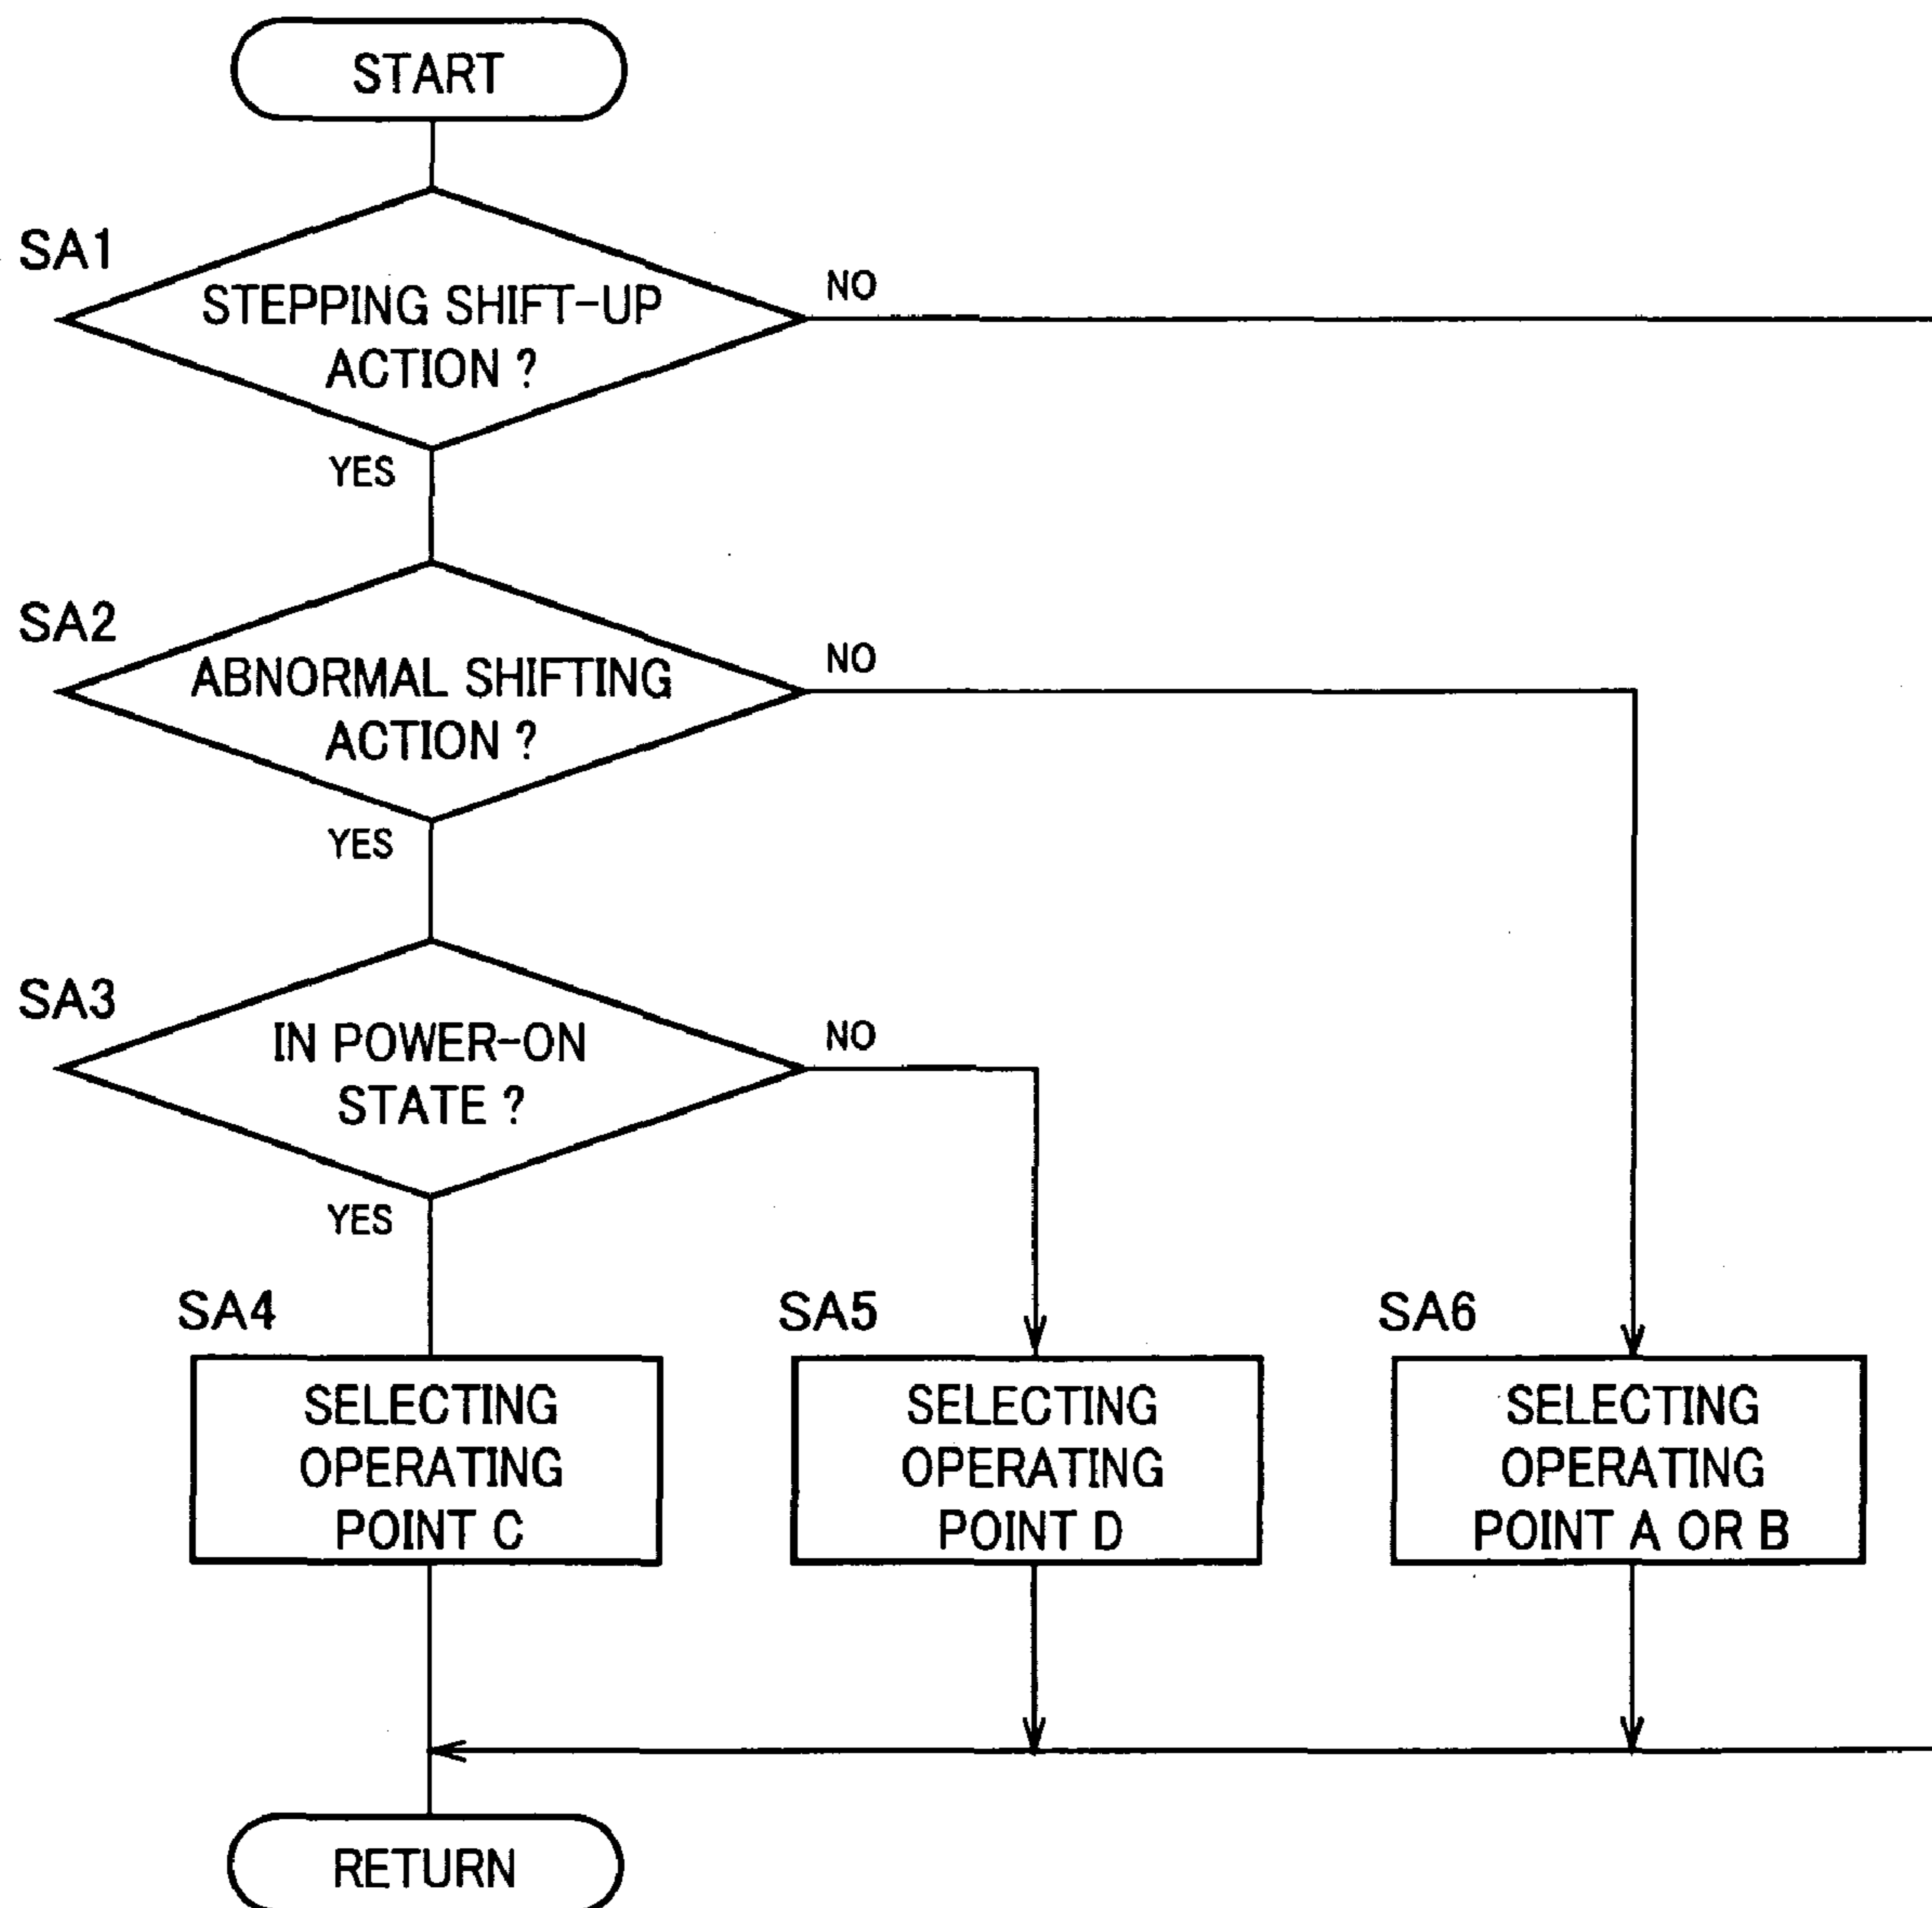 START
SA1
STEPPING SHIFT-UP
ACTION ?
NO
YES
SA2
ABNORMAL SHIFTING
ACTION ?
NO
YES
SA3
IN POWER-ON
STATE ?
NO
YES
SA4
SELECTING
OPERATING
POINT C
SA5
SELECTING
OPERATING
POINT D
SA6
SELECTING
OPERATING
POINT A OR B
RETURN